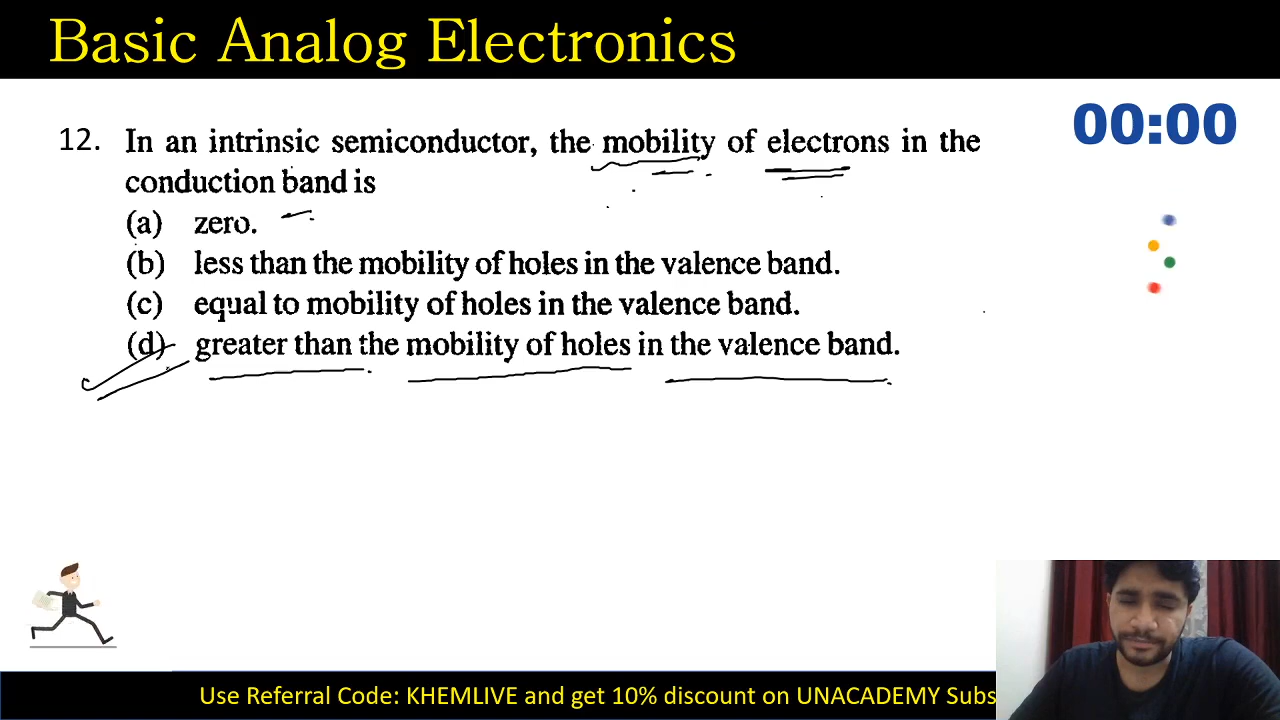 Basic Analog Electronics
00:00
12. In an intrinsic semiconductor, the mobility of electrons in the
conduction band is
(a) zero.
(b) less than the mobility of holes in the valence band.
(c) equal to mobility of holes in the valence band.
(d) greater than the mobility of holes in the valence band.
Use Referral Code: KHEMLIVE and get 10% discount on UNACADEMY Subs